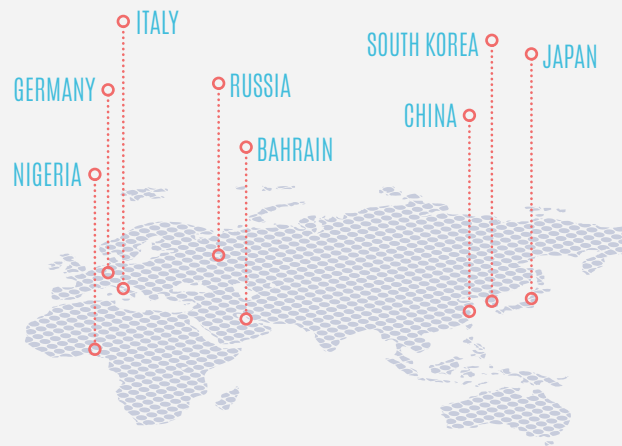 ITALY
SOUTH KOREA
JAPAN
GERMANY
RUSSIA
CHINA
BAHRAIN
NIGERIA